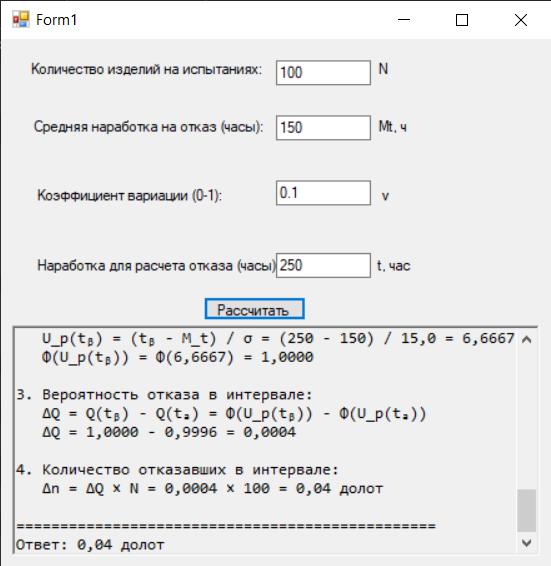 Form1
Количество изделий на испытаниях: 100 N
Средняя наработка на отказ (часы): 150 Mt, ч
Коэффициент вариации (0-1): 0.1 v
Наработка для расчета отказа (часы) 250 t, час
Рассчитать
U_p(tᵦ) = (tᵦ - M_t) / σ = (250 - 150) / 15,0 = 6,6667
Φ(U_p(tᵦ)) = Φ(6,6667) = 1,0000
3. Вероятность отказа в интервале:
ΔQ = Q(tᵦ) - Q(tₐ) = Φ(U_p(tᵦ)) - Φ(U_p(tₐ))
ΔQ = 1,0000 - 0,9996 = 0,0004
4. Количество отказавших в интервале:
Δn = ΔQ × N = 0,0004 × 100 = 0,04 долот
==================================================
Ответ: 0,04 долот